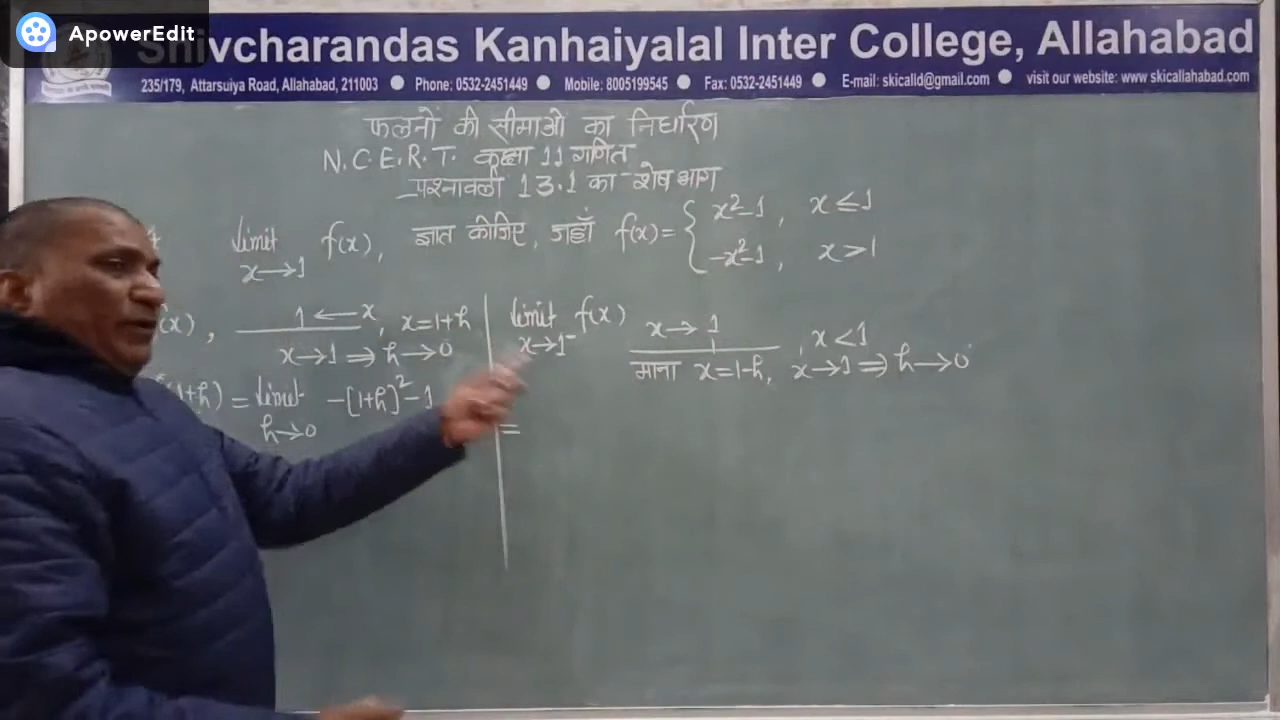 ApowerEdit
Shivcharandas Kanhaiyalal Inter College, Allahabad
235/179, Attarsuiya Road, Allahabad, 211003 ● Phone: 0532-2451449 ● Mobile: 8005199545 ● Fax: 0532-2451449 ● E-mail: skicalld@gmail.com ● visit our website: www.skicallahabad.com
फलनों की सीमाओ का निर्धारण
N.C.E.R.T. कक्षा 11 गणित
प्रश्नावली 13.1 का शेष भाग
limit x→1 f(x), ज्ञात कीजिए, जहाँ f(x)= { x²-1, x≤1
-x²-1, x>1
(x), 1←x, x=1+h
x→1 ⇒ h→0
(1+h) = limit h→0 -[1+h]²-1
limit x→1⁻ f(x) x→1, x<1
माना x=1-h, x→1 ⇒ h→0
=